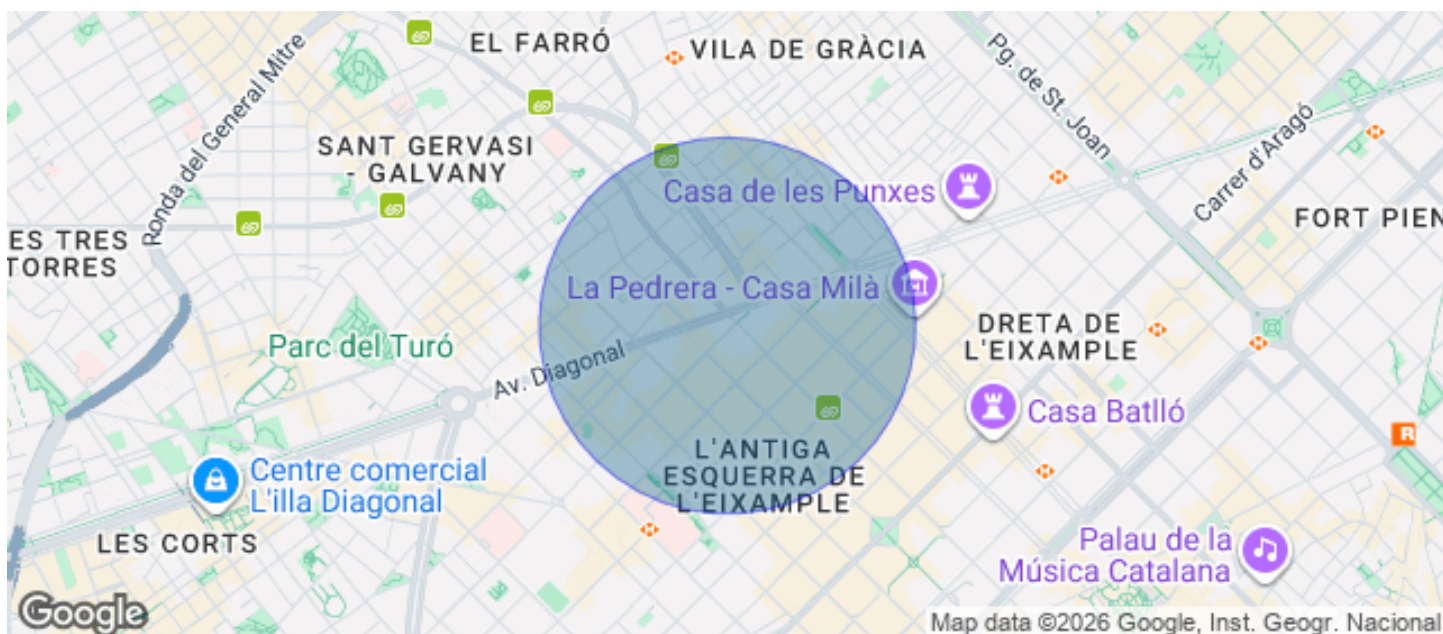 EL FARRÓ
VILA DE GRÀCIA
Ronda del General Mitre
Pg. de St. Joan
SANT GERVASI
- GALVANY
Casa de les Punxes
Carrer d'Aragó
ES TRES
TORRES
FORT PIEN
La Pedrera - Casa Milà
Parc del Turó
Av. Diagonal
DRETA DE
L'EIXAMPLE
Casa Batlló
L'ANTIGA
ESQUERRA DE
L'EIXAMPLE
R
Centre comercial
L'illa Diagonal
LES CORTS
Palau de la
Música Catalana
Google
Map data ©2026 Google, Inst. Geogr. Nacional